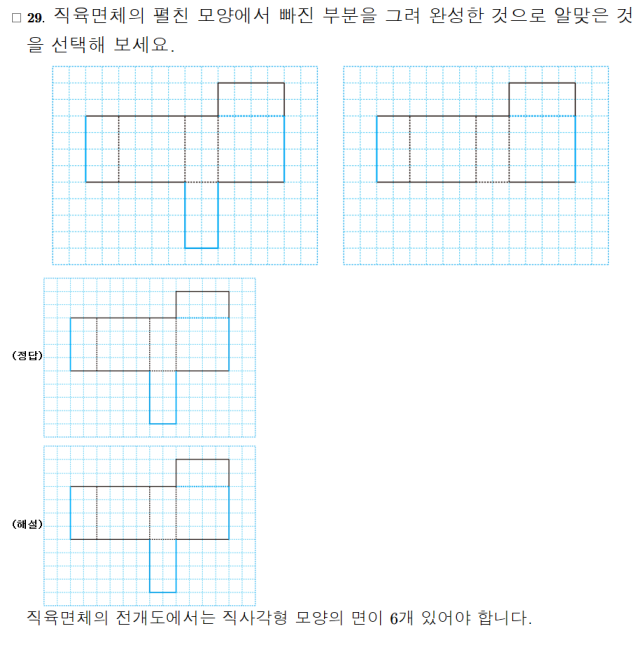 □ 29. 직육면체의 펼친 모양에서 빠진 부분을 그려 완성한 것으로 알맞은 것
을 선택해 보세요.
(정답)
(해설)
직육면체의 전개도에서는 직사각형 모양의 면이 6개 있어야 합니다.